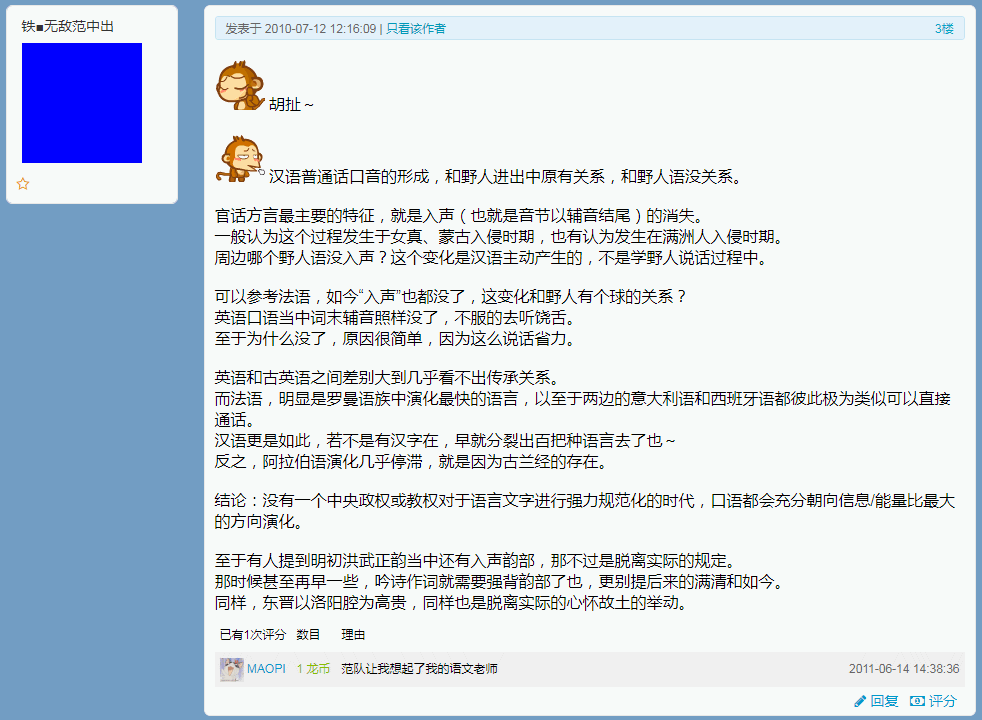 铁■无敌范中出
发表于 2010-07-12 12:16:09 | 只看该作者
3楼
胡扯～
汉语普通话口音的形成，和野人进出中原有关系，和野人语没关系。
官话方言最主要的特征，就是入声（也就是音节以辅音结尾）的消失。
一般认为这个过程发生于女真、蒙古入侵时期，也有认为发生在满洲人入侵时期。
周边哪个野人语没入声？这个变化是汉语主动产生的，不是学野人说话过程中。
可以参考法语，如今“入声”也都没了，这变化和野人有个球的关系？
英语口语当中词末辅音照样没了，不服的去听饶舌。
至于为什么没了，原因很简单，因为这么说话省力。
英语和古英语之间差别大到几乎看不出传承关系。
而法语，明显是罗曼语族中演化最快的语言，以至于两边的意大利语和西班牙语都彼此极为类似可以直接
通话。
汉语更是如此，若不是有汉字在，早就分裂出百把种语言去了也～
反之，阿拉伯语演化几乎停滞，就是因为古兰经的存在。
结论：没有一个中央政权或教权对于语言文字进行强力规范化的时代，口语都会充分朝向信息/能量比最大
的方向演化。
至于有人提到明初洪武正韵当中还有入声韵部，那不过是脱离实际的规定。
那时候甚至再早一些，吟诗作词就需要强背韵部了也，更别提后来的满清和如今。
同样，东晋以洛阳腔为高贵，同样也是脱离实际的心怀故土的举动。
已有1次评分 数目 理由
MAOPI 1 龙币 范队让我想起了我的语文老师 2011-06-14 14:38:36
回复 评分